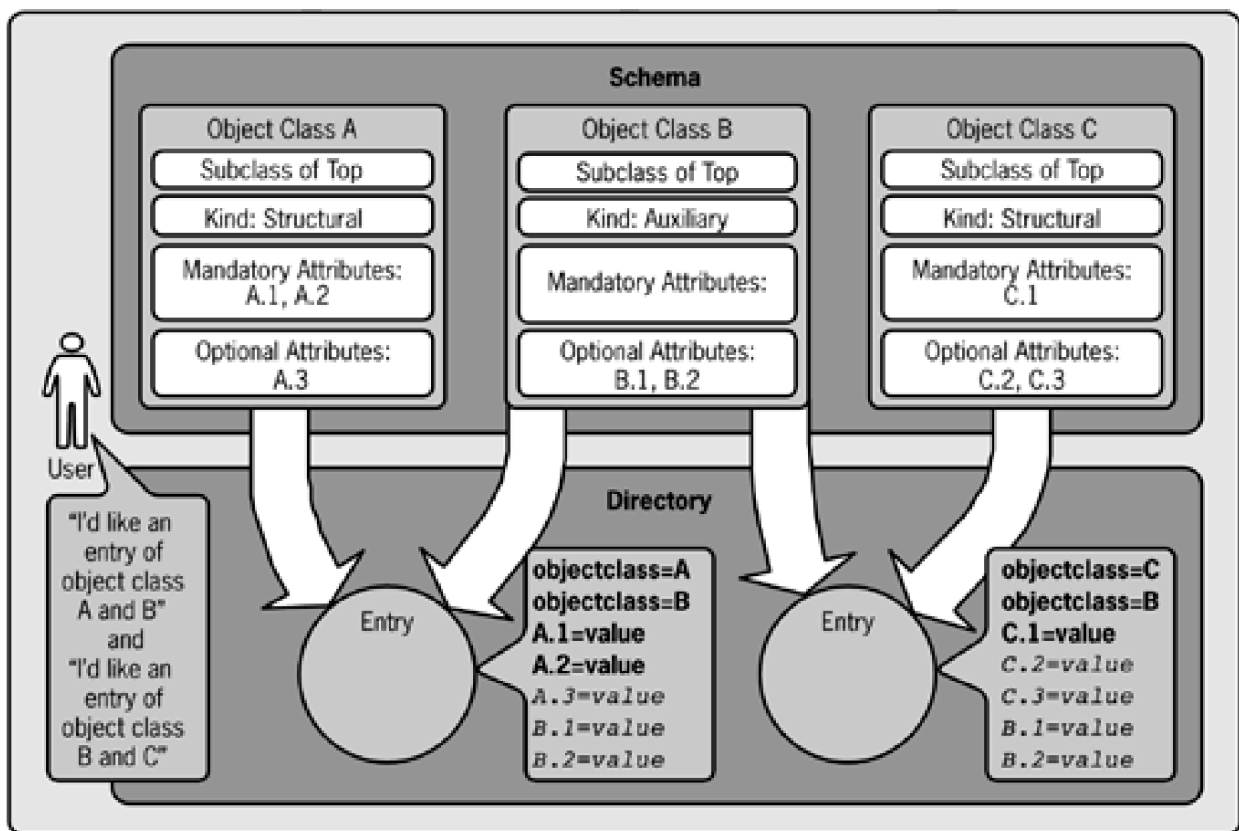 Schema
Object Class A
Subclass of Top
Kind: Structural
Mandatory Attributes:
A.1, A.2
Optional Attributes:
A.3
Object Class B
Subclass of Top
Kind: Auxiliary
Mandatory Attributes:
Optional Attributes:
B.1, B.2
Object Class C
Subclass of Top
Kind: Structural
Mandatory Attributes:
C.1
Optional Attributes:
C.2, C.3
User
"I'd like an
entry of
object class
A and B"
and
"I'd like an
entry of
object class
B and C"
Directory
Entry
objectclass=A
objectclass=B
A.1=value
A.2=value
A.3=value
B.1=value
B.2=value
Entry
objectclass=C
objectclass=B
C.1=value
C.2=value
C.3=value
B.1=value
B.2=value